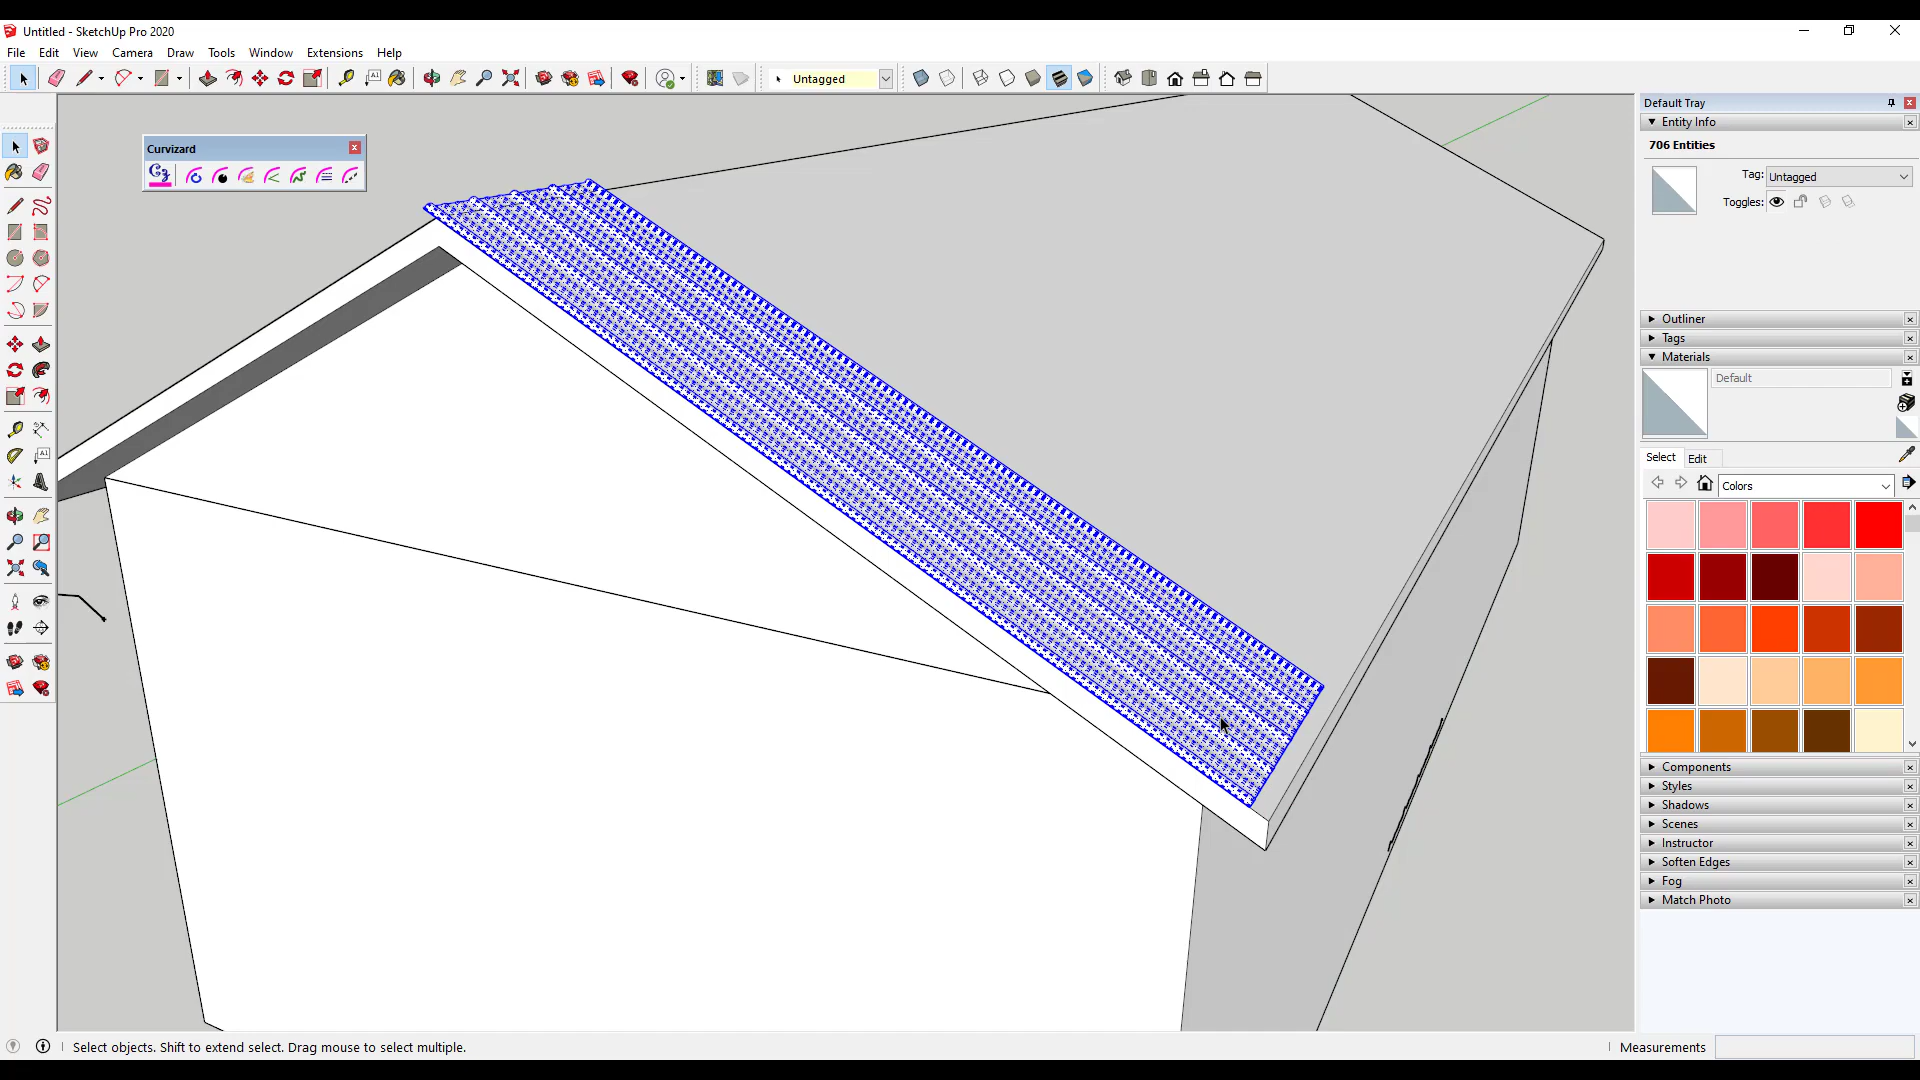 Untitled - SketchUp Pro 2020
File Edit View Camera Draw Tools Window Extensions Help
A1
Untagged
Default Tray
Entity Info
706 Entities
Tag: Untagged
Toggles:
Curvizard
Outliner
Tags
Materials
Default
Select Edit
Colors
A1
Components
Styles
Shadows
Scenes
Instructor
Soften Edges
Fog
Match Photo
Select objects. Shift to extend select. Drag mouse to select multiple.
Measurements